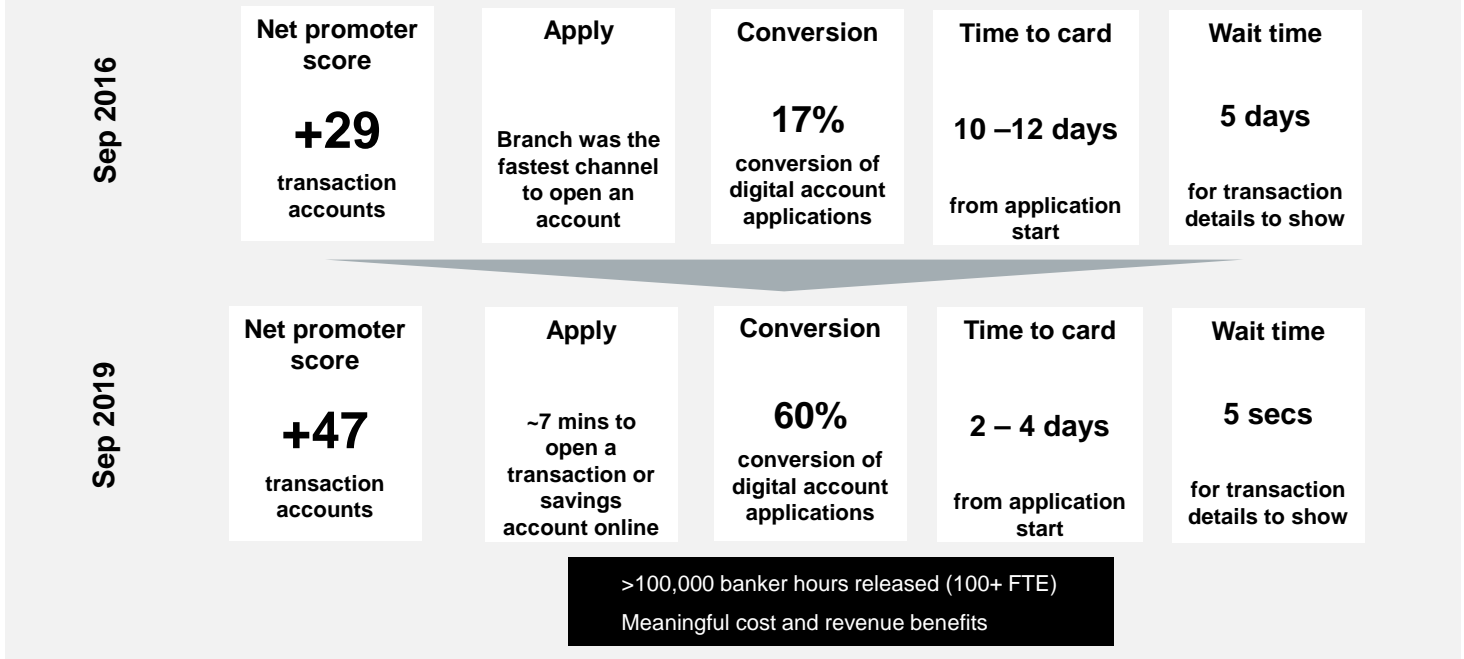 Sep 2016
Net promoter
score
+29
transaction
accounts
Apply
Branch was the
fastest channel
to open an
account
Conversion
17%
conversion of
digital account
applications
Time to card
10 –12 days
from application
start
Wait time
5 days
for transaction
details to show
Sep 2019
Net promoter
score
+47
transaction
accounts
Apply
~7 mins to
open a
transaction or
savings
account online
Conversion
60%
conversion of
digital account
applications
Time to card
2 – 4 days
from application
start
Wait time
5 secs
for transaction
details to show
>100,000 banker hours released (100+ FTE)
Meaningful cost and revenue benefits